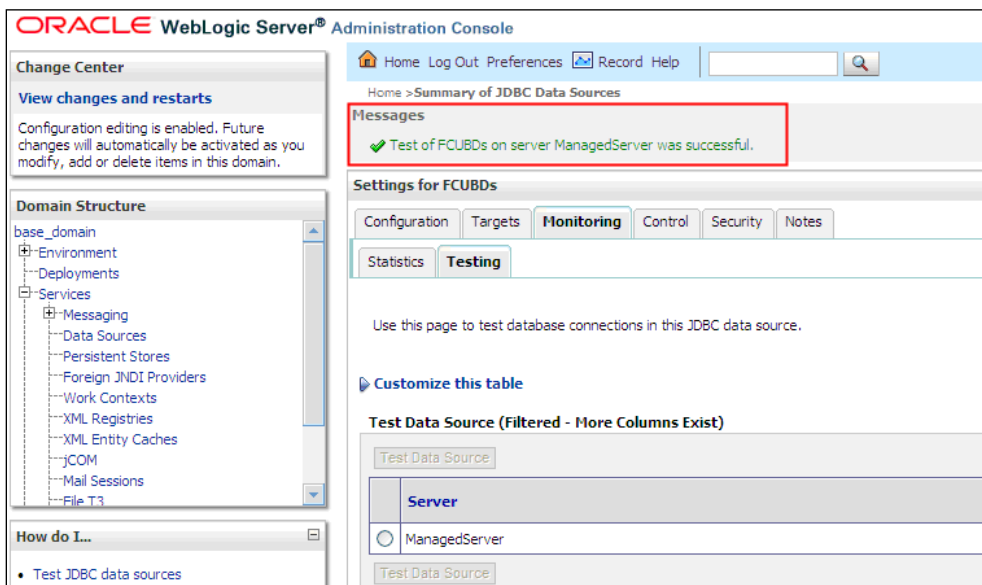 ORACLE WebLogic Server® Administration Console
Change Center
View changes and restarts
Configuration editing is enabled. Future
changes will automatically be activated as you
modify, add or delete items in this domain.
Domain Structure
base_domain
Environment
Deployments
Services
Messaging
Data Sources
Persistent Stores
Foreign JNDI Providers
Work Contexts
XML Registries
XML Entity Caches
jCOM
Mail Sessions
File T3
How do I...
Test JDBC data sources
Home Log Out Preferences Record Help
Home >Summary of JDBC Data Sources
Messages
Test of FCUBDs on server ManagedServer was successful.
Settings for FCUBDs
Configuration Targets Monitoring Control Security Notes
Statistics Testing
Use this page to test database connections in this JDBC data source.
Customize this table
Test Data Source (Filtered - More Columns Exist)
Test Data Source
Server
ManagedServer
Test Data Source